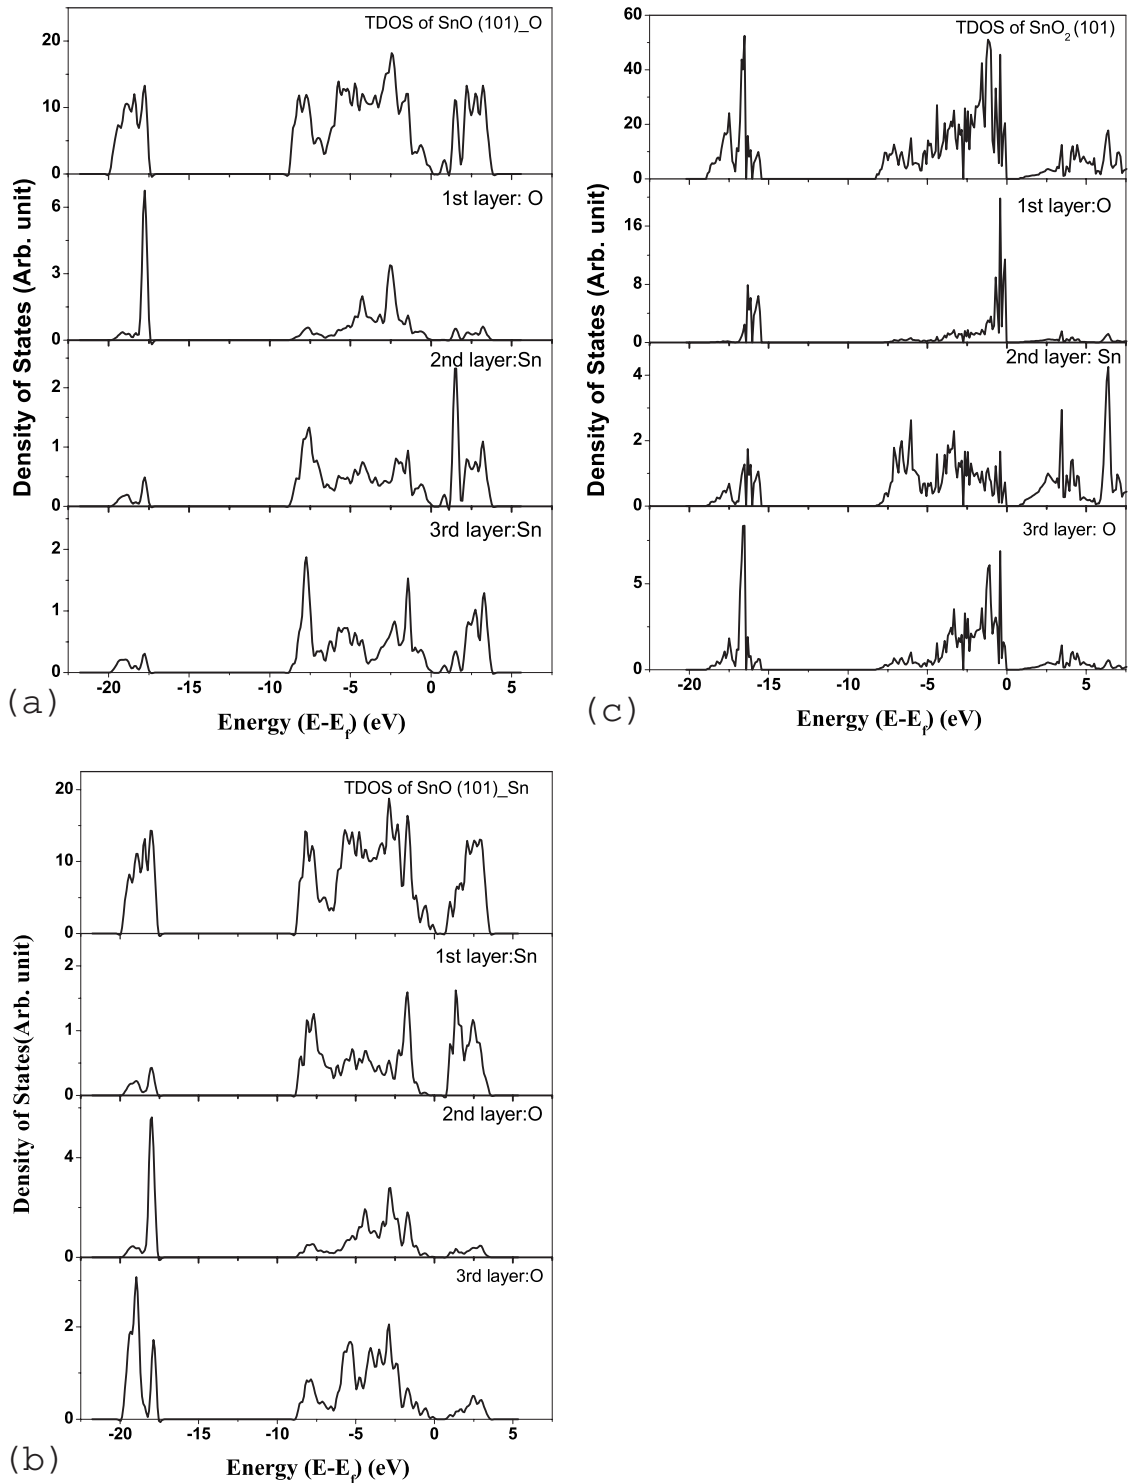 TDOS of SnO (101)_O
20
10
0
1st layer: O
6
3
0
2nd layer:Sn
2
1
0
3rd layer:Sn
2
1
0
-20 -15 -10 -5 0 5
Energy (E-Ef) (eV)
Density of States (Arb. unit)
(a)
TDOS of SnO2 (101)
60
40
20
0
1st layer:O
16
8
0
2nd layer: Sn
4
2
0
3rd layer: O
5
0
-20 -15 -10 -5 0 5
Energy (E-Ef) (eV)
Density of States (Arb. unit)
(c)
TDOS of SnO (101)_Sn
20
10
0
1st layer:Sn
2
1
0
2nd layer:O
4
0
3rd layer:O
2
0
-20 -15 -10 -5 0 5
Energy (E-Ef) (eV)
Density of States(Arb. unit)
(b)